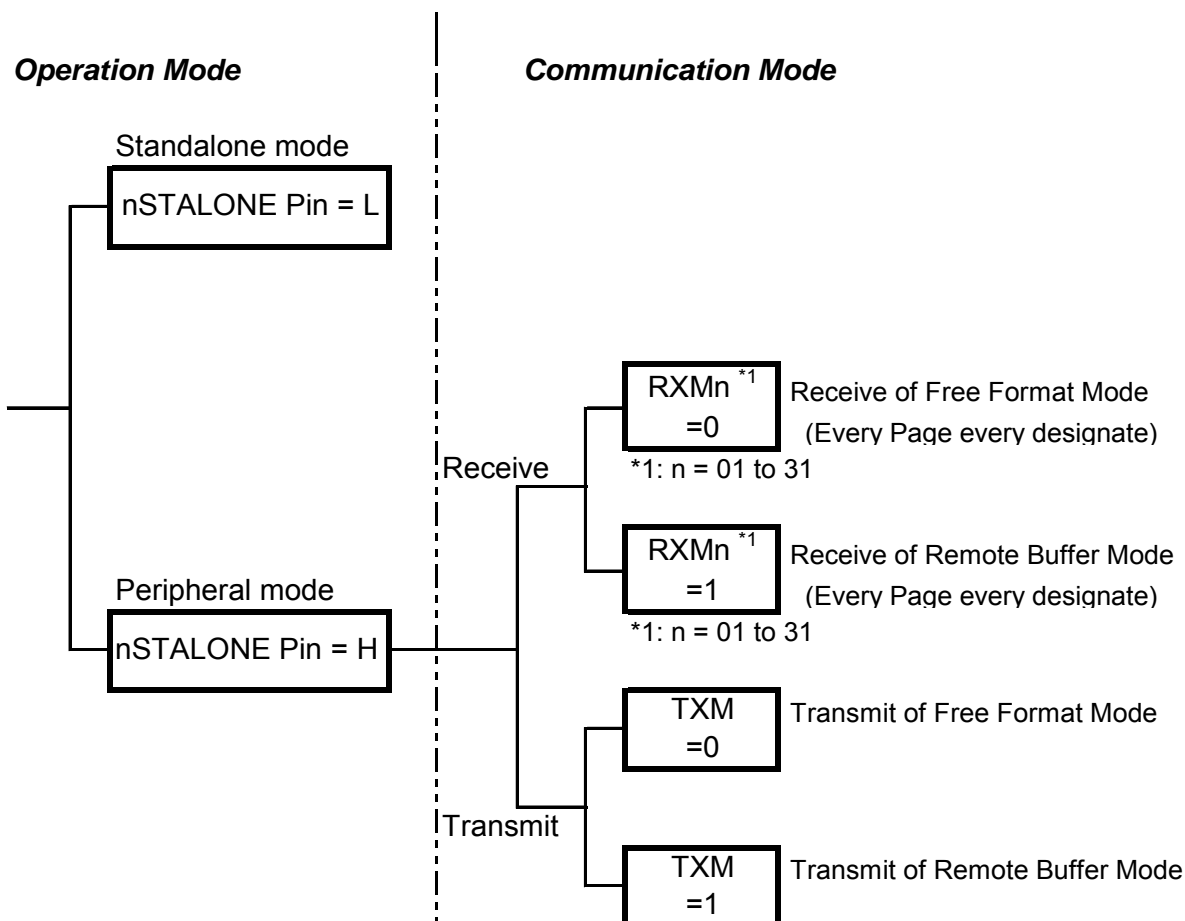 Operation Mode
Communication Mode
Standalone mode
nSTALONE Pin = L
RXMn *1
=0
Receive of Free Format Mode
(Every Page every designate)
*1: n = 01 to 31
Receive
RXMn *1
=1
Receive of Remote Buffer Mode
(Every Page every designate)
*1: n = 01 to 31
Peripheral mode
nSTALONE Pin = H
TXM
=0
Transmit of Free Format Mode
Transmit
TXM
=1
Transmit of Remote Buffer Mode